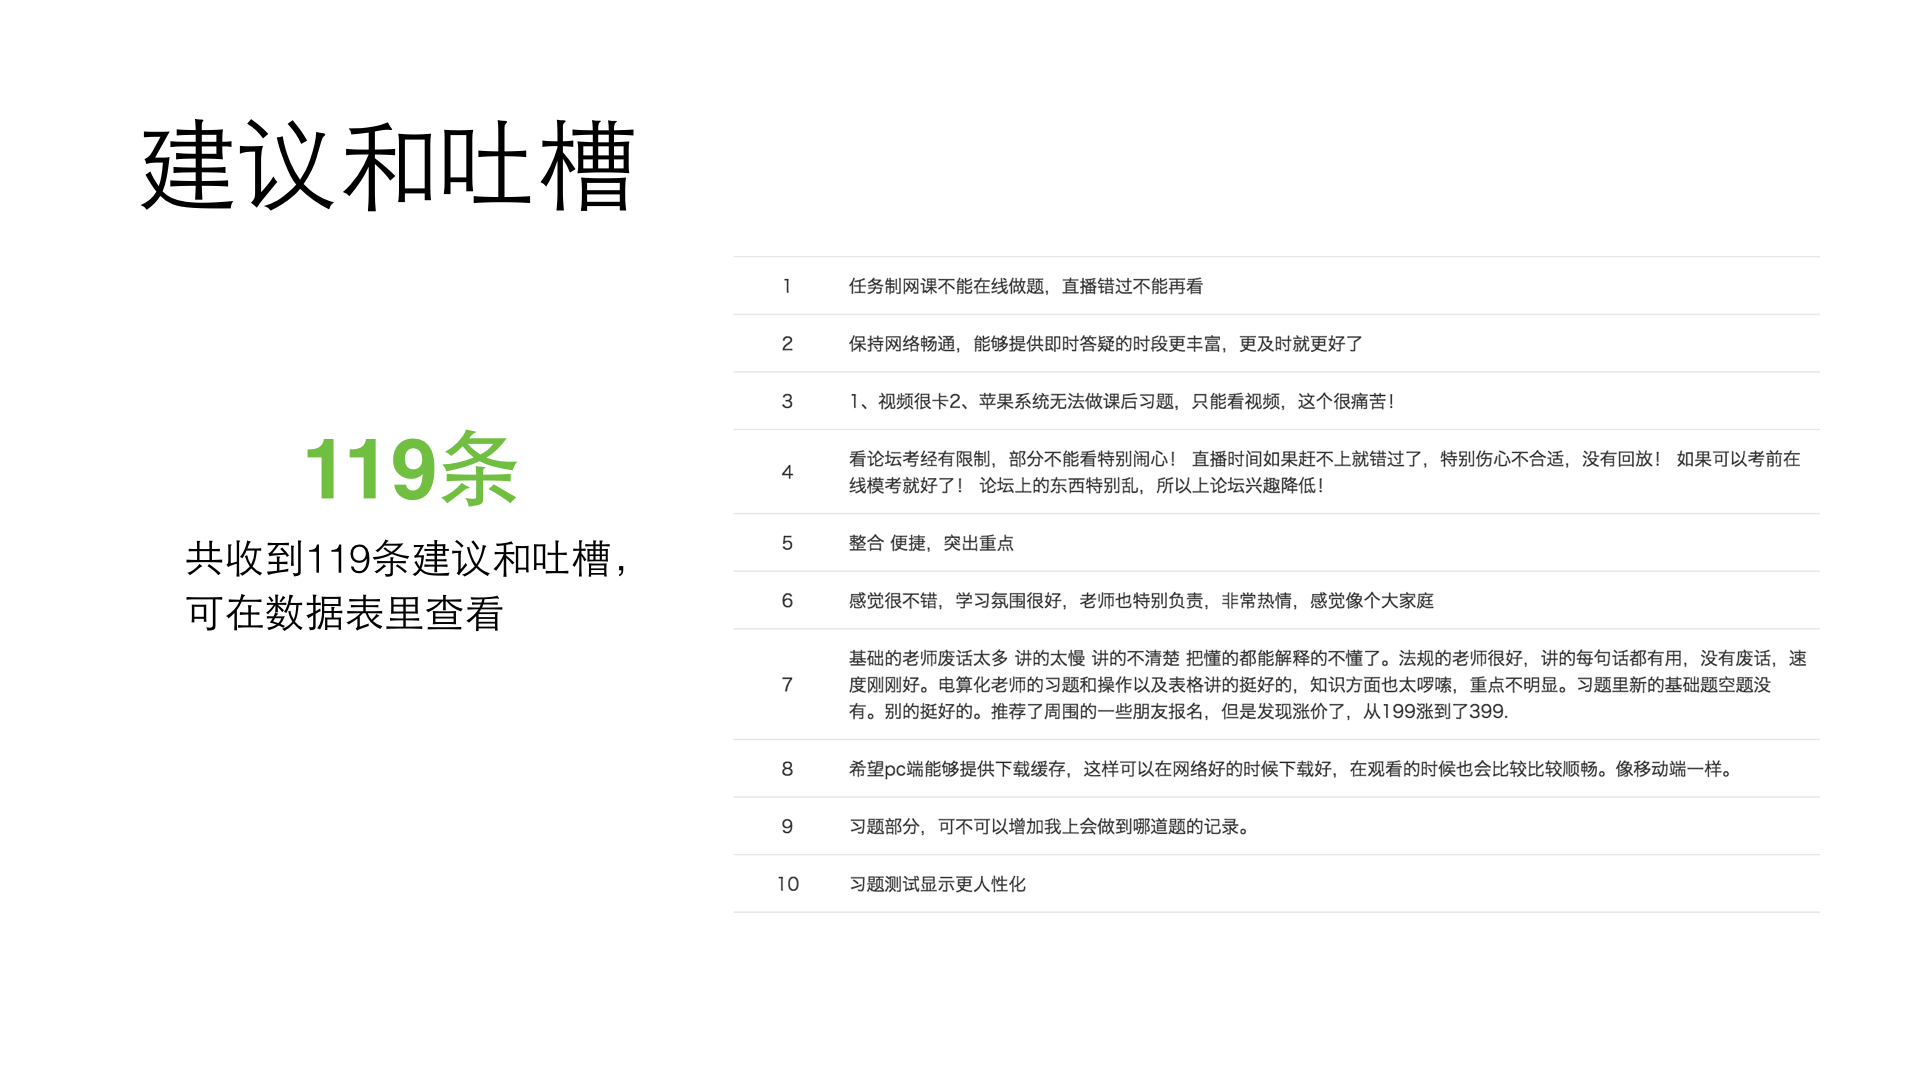 建议和吐槽
119条
共收到119条建议和吐槽，
可在数据表里查看
1 任务制网课不能在线做题，直播错过不能再看
2 保持网络畅通，能够提供即时答疑的时段更丰富，更及时就更好了
3 1、视频很卡2、苹果系统无法做课后习题，只能看视频，这个很痛苦！
4 看论坛考经有限制，部分不能看特别闹心！ 直播时间如果赶不上就错过了，特别伤心不合适，没有回放！ 如果可以考前在
线模考就好了！ 论坛上的东西特别乱，所以上论坛兴趣降低！
5 整合 便捷，突出重点
6 感觉很不错，学习氛围很好，老师也特别负责，非常热情，感觉像个大家庭
7 基础的老师废话太多 讲的太慢 讲的不清楚 把懂的都能解释的不懂了。法规的老师很好，讲的每句话都有用，没有废话，速
度刚刚好。电算化老师的习题和操作以及表格讲的挺好的，知识方面也太啰嗦，重点不明显。习题里新的基础题空题没
有。别的挺好的。推荐了周围的一些朋友报名，但是发现涨价了，从199涨到了399.
8 希望pc端能够提供下载缓存，这样可以在网络好的时候下载好，在观看的时候也会比较比较顺畅。像移动端一样。
9 习题部分，可不可以增加我上会做到哪道题的记录。
10 习题测试显示更人性化